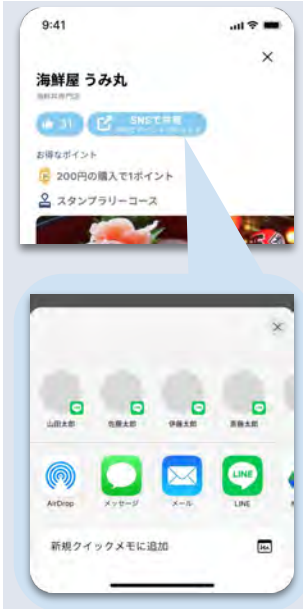 9:41
海鮮屋 うみ丸
海鮮丼専門店
31
SNSで共有
お得なポイント
200円の購入で1ポイント
スタンプラリーコース
山田太郎
佐藤太郎
伊藤太郎
斎藤太郎
AirDrop
メッセージ
メール
LINE
LINE
新規クイックメモに追加